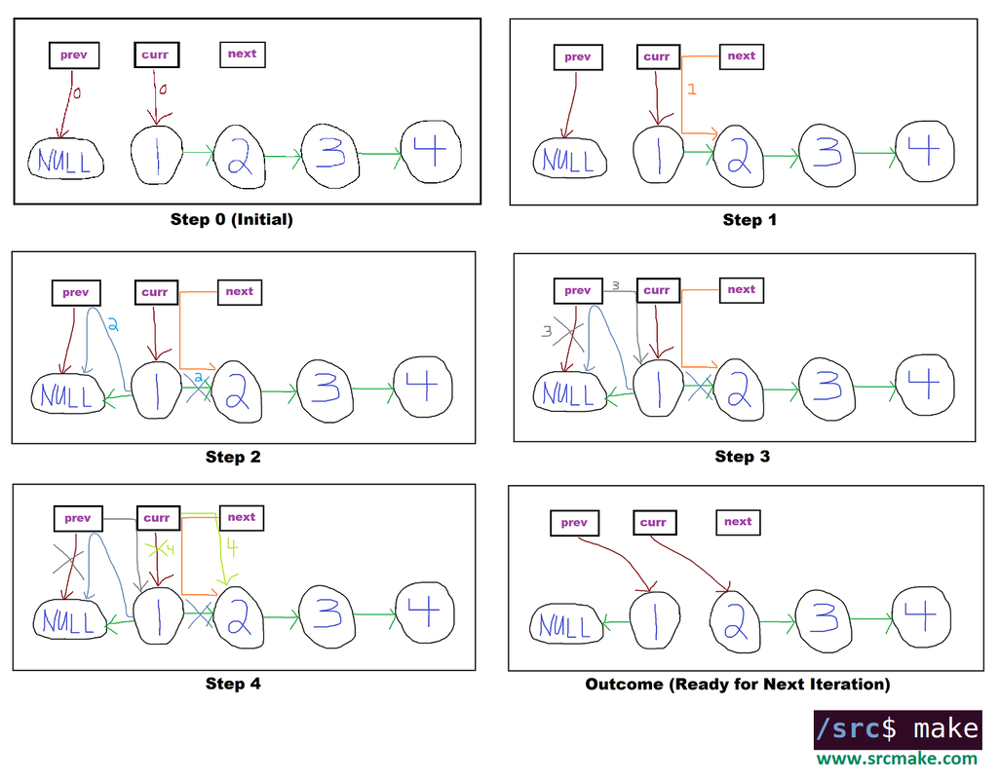 prev curr next
0 0
NULL 1 2 3 4
Step 0 (Initial)
prev curr next
1
NULL 1 2 3 4
Step 1
prev curr next
2
2
NULL 1 2 3 4
Step 2
prev 3 curr next
3
NULL 1 2 3 4
Step 3
prev curr next
4 4
NULL 1 2 3 4
Step 4
prev curr next
NULL 1 2 3 4
Outcome (Ready for Next Iteration)
/src$ make
www.srcmake.com